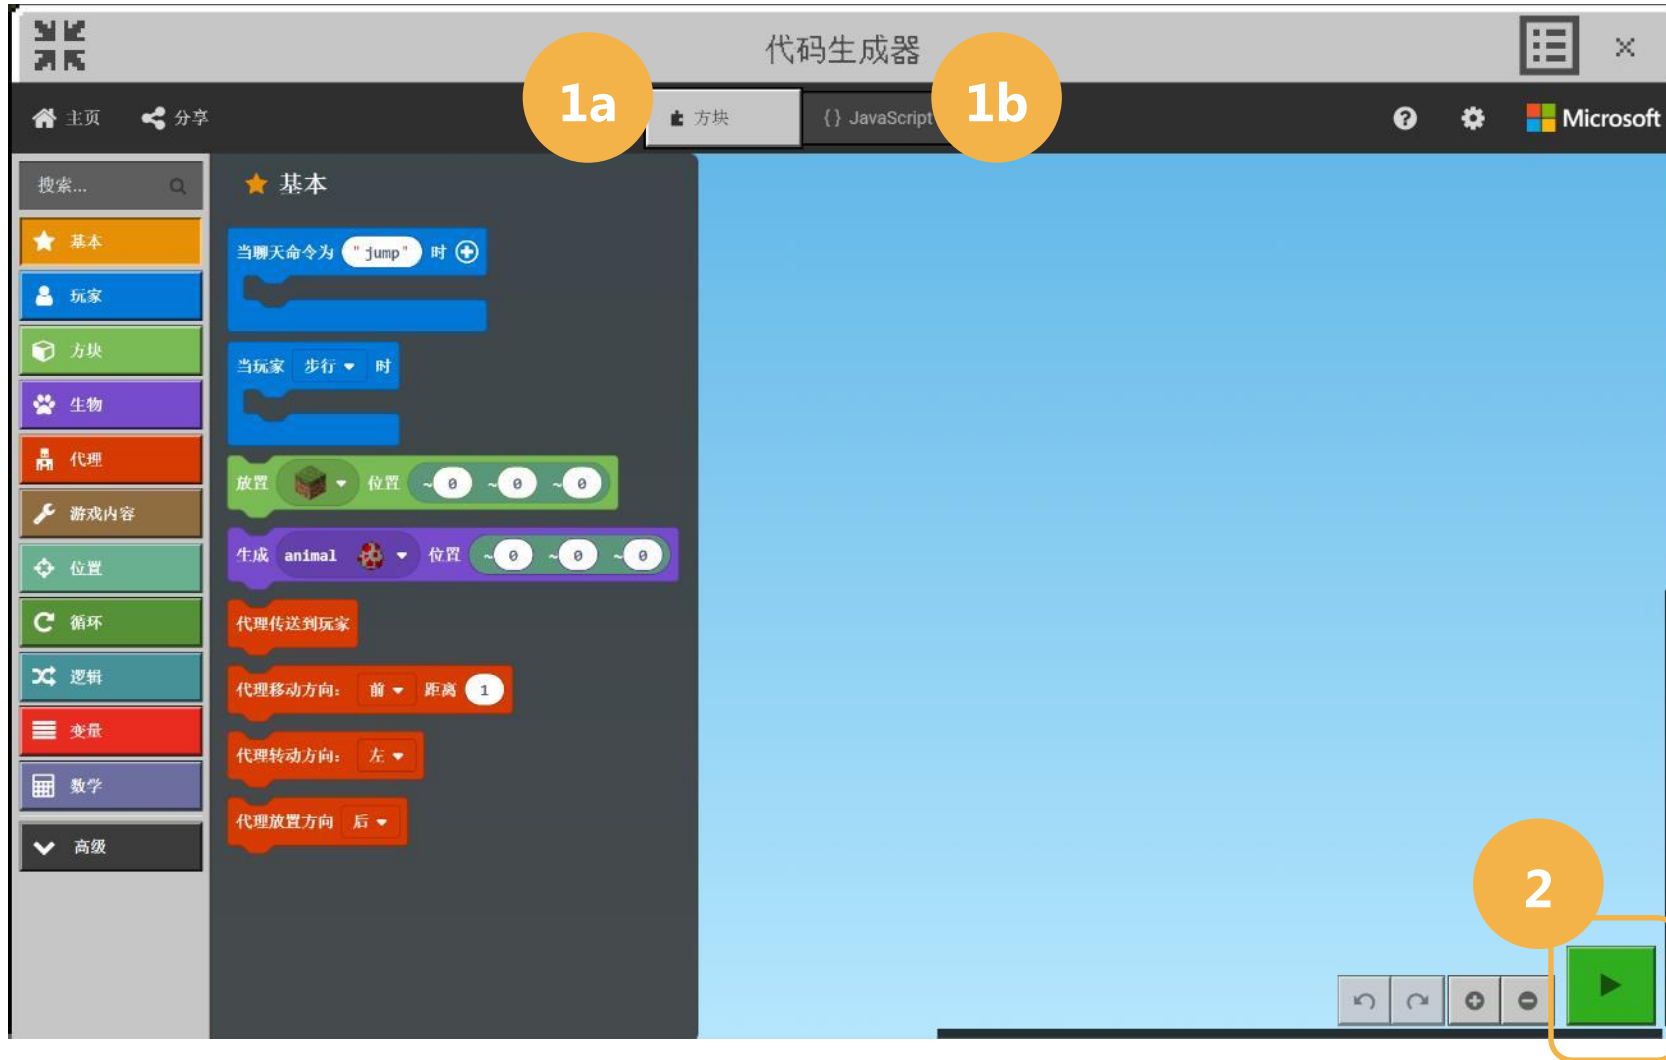 代码生成器
1a
1b
主页 分享 方块 {} JavaScript Microsoft
搜索...
基本
玩家
方块
生物
代理
游戏内容
位置
循环
逻辑
变量
数学
高级
基本
当聊天命令为 "jump" 时
当玩家 步行 时
放置 位置 ~0 ~0 ~0
生成 animal 位置 ~0 ~0 ~0
代理传送到玩家
代理移动方向: 前 距离 1
代理转动方向: 左
代理放置方向 后
2